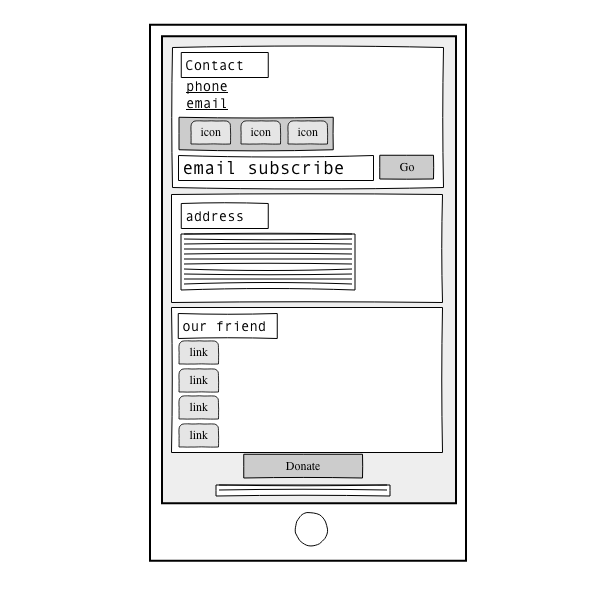 Contact
phone
email
icon icon icon
email subscribe Go
address
our friend
link
link
link
link
Donate